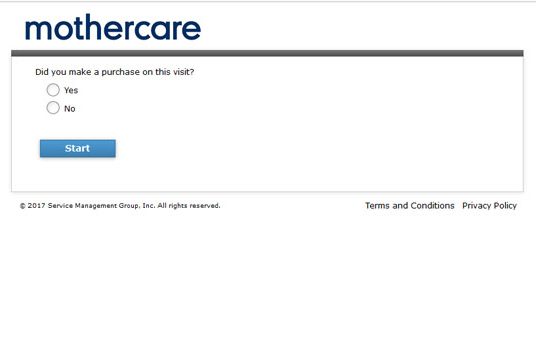 mothercare
Did you make a purchase on this visit?
Yes
No
Start
© 2017 Service Management Group, Inc. All rights reserved. Terms and Conditions Privacy Policy